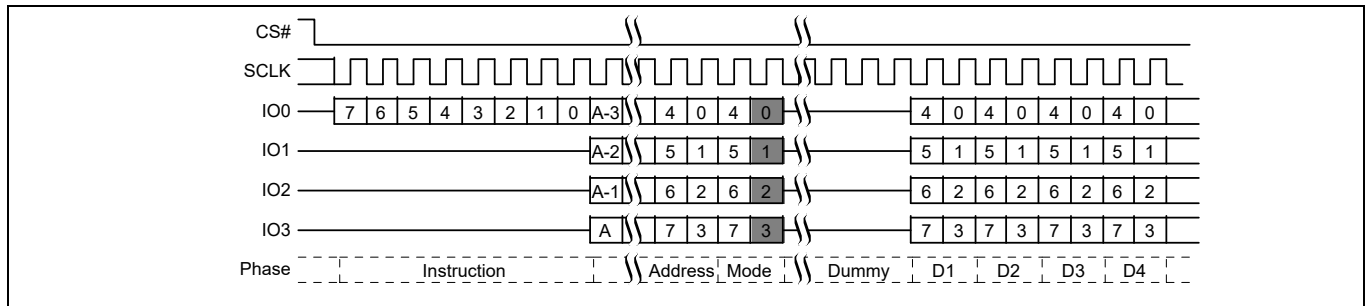 CS#
SCLK
IO0 7 6 5 4 3 2 1 0 A-3 4 0 4 0 4 0 4 0 4 0 4 0
IO1 A-2 5 1 5 1 5 1 5 1 5 1 5 1
IO2 A-1 6 2 6 2 6 2 6 2 6 2 6 2
IO3 A 7 3 7 3 7 3 7 3 7 3 7 3
Phase Instruction Address Mode Dummy D1 D2 D3 D4